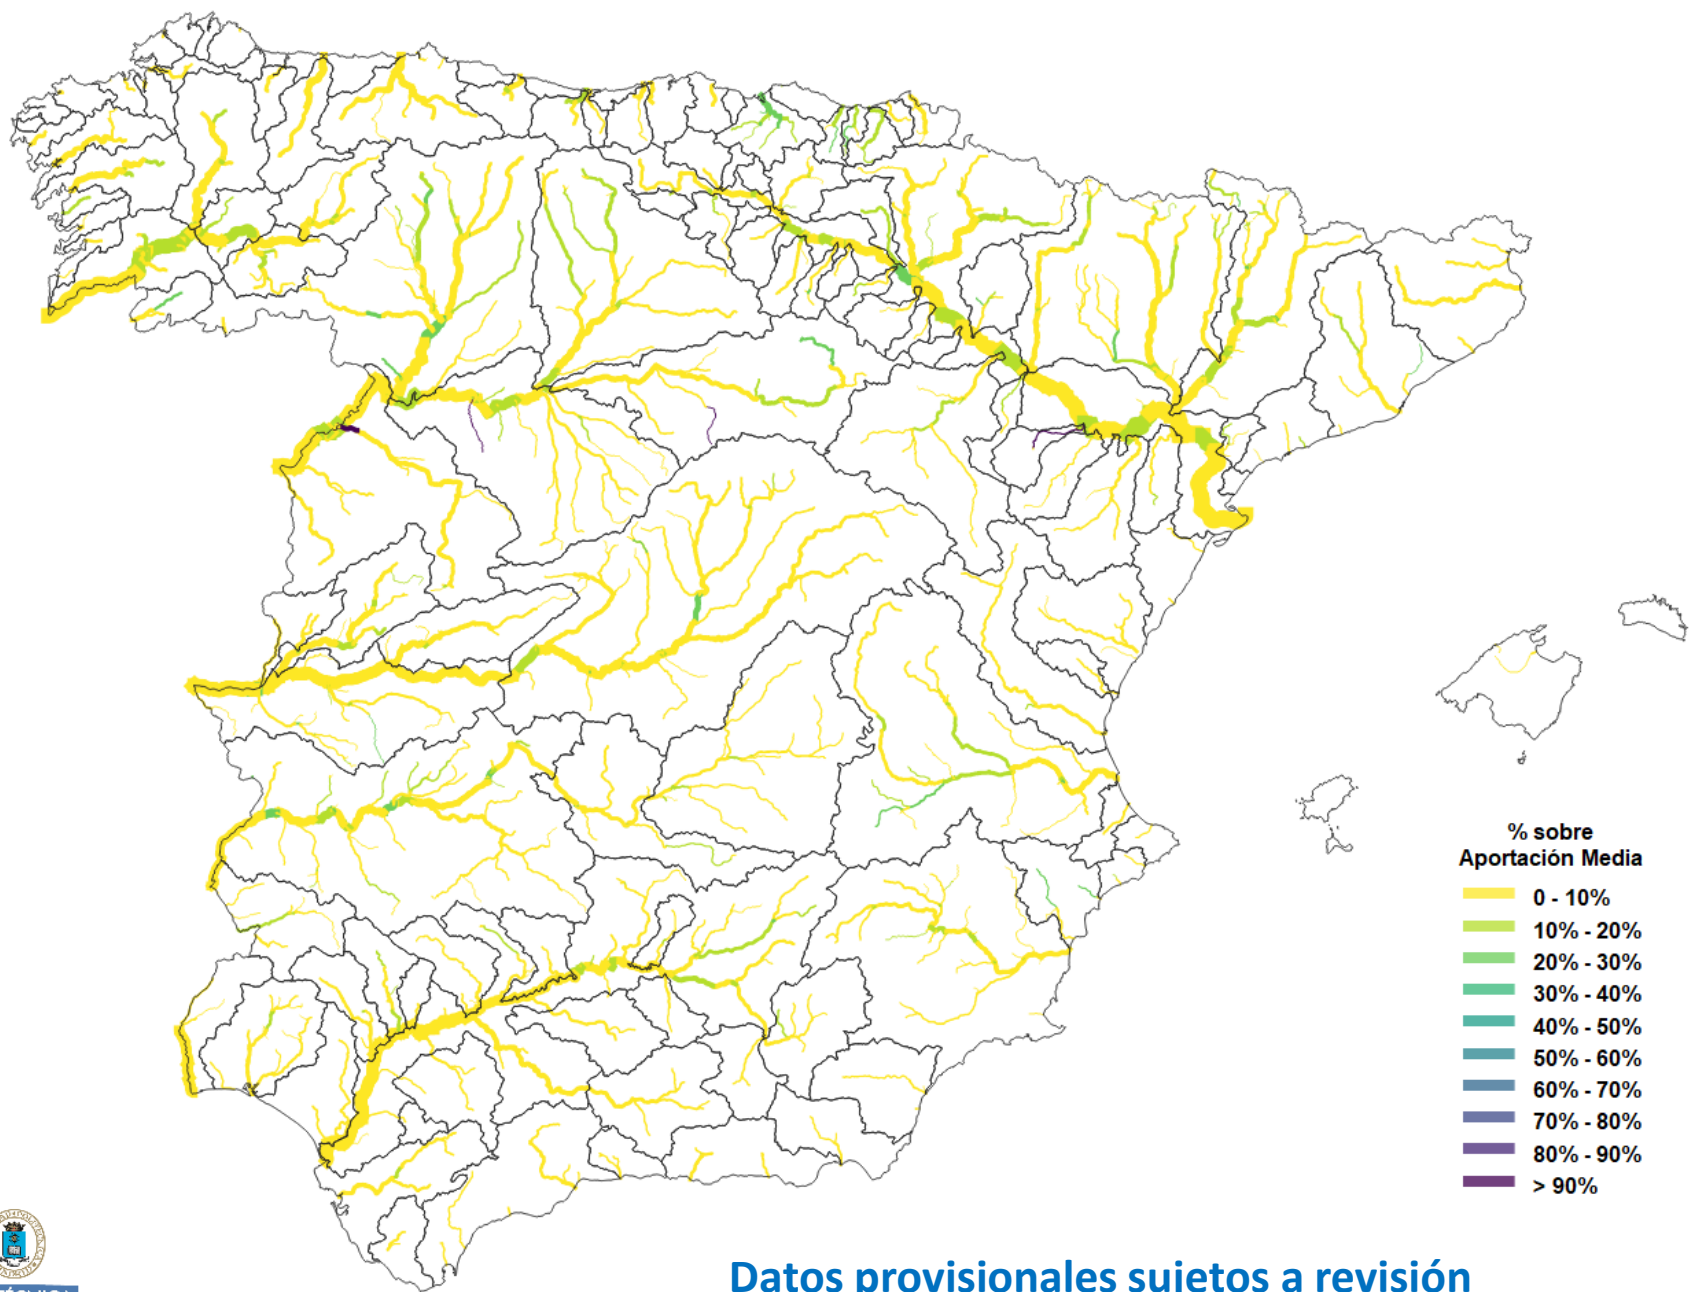 % sobre
Aportación Media
0 - 10%
10% - 20%
20% - 30%
30% - 40%
40% - 50%
50% - 60%
60% - 70%
70% - 80%
80% - 90%
> 90%
Datos provisionales sujetos a revisión